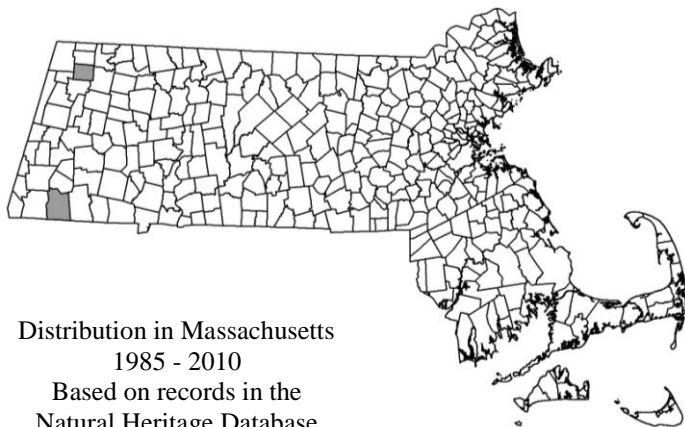 Distribution in Massachusetts
1985 - 2010
Based on records in the
Natural Heritage Database